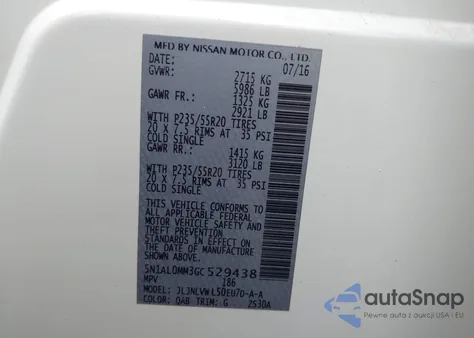 MFD BY NISSAN MOTOR CO., LTD.
DATE: 07/16
GVWR: 2715 KG
5986 LB
GAWR FR.: 1325 KG
2921 LB
WITH P235/55R20 TIRES
20 X 7.5 RIMS AT 35 PSI
COLD SINGLE
GAWR RR.: 1415 KG
3120 LB
WITH P235/55R20 TIRES
20 X 7.5 RIMS AT 35 PSI
COLD SINGLE
THIS VEHICLE CONFORMS TO
ALL APPLICABLE FEDERAL
MOTOR VEHICLE SAFETY AND
THEFT PREVENTION
STANDARDS IN EFFECT ON
THE DATE OF MANUFACTURE
SHOWN ABOVE.
5N1AL0MM3GC529438
MPV 186
MODEL: JL3NLVWL50EU7D-A-A
COLOR: QAB TRIM: G ZS30A
autoSnap
Pewne auta z aukcji USA i EU